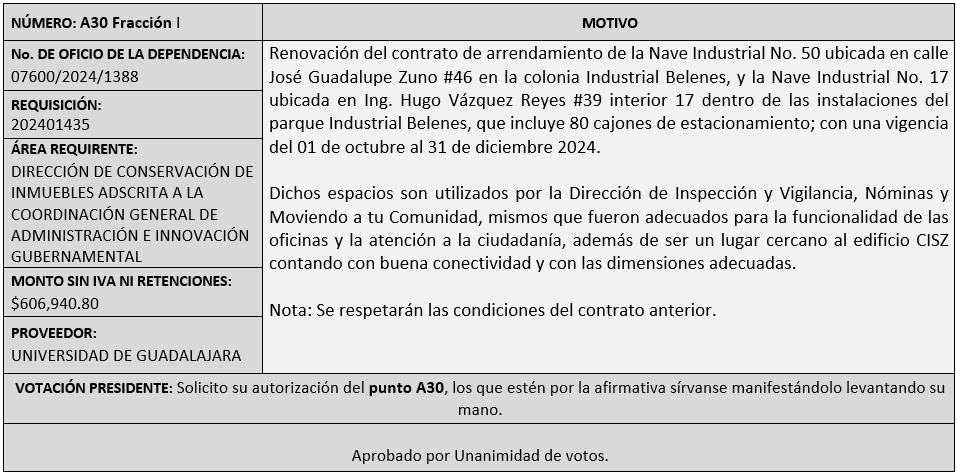 NÚMERO: A30 Fracción I
MOTIVO
No. DE OFICIO DE LA DEPENDENCIA:
07600/2024/1388
REQUISICIÓN:
202401435
ÁREA REQUIRENTE:
DIRECCIÓN DE CONSERVACIÓN DE
INMUEBLES ADSCRITA A LA
COORDINACIÓN GENERAL DE
ADMINISTRACIÓN E INNOVACIÓN
GUBERNAMENTAL
MONTO SIN IVA NI RETENCIONES:
$606,940.80
PROVEEDOR:
UNIVERSIDAD DE GUADALAJARA
Renovación del contrato de arrendamiento de la Nave Industrial No. 50 ubicada en calle
José Guadalupe Zuno #46 en la colonia Industrial Belenes, y la Nave Industrial No. 17
ubicada en Ing. Hugo Vázquez Reyes #39 interior 17 dentro de las instalaciones del
parque Industrial Belenes, que incluye 80 cajones de estacionamiento; con una vigencia
del 01 de octubre al 31 de diciembre 2024.
Dichos espacios son utilizados por la Dirección de Inspección y Vigilancia, Nóminas y
Moviendo a tu Comunidad, mismos que fueron adecuados para la funcionalidad de las
oficinas y la atención a la ciudadanía, además de ser un lugar cercano al edificio CISZ
contando con buena conectividad y con las dimensiones adecuadas.
Nota: Se respetarán las condiciones del contrato anterior.
VOTACIÓN PRESIDENTE: Solicito su autorización del punto A30, los que estén por la afirmativa sírvanse manifestándolo levantando su
mano.
Aprobado por Unanimidad de votos.